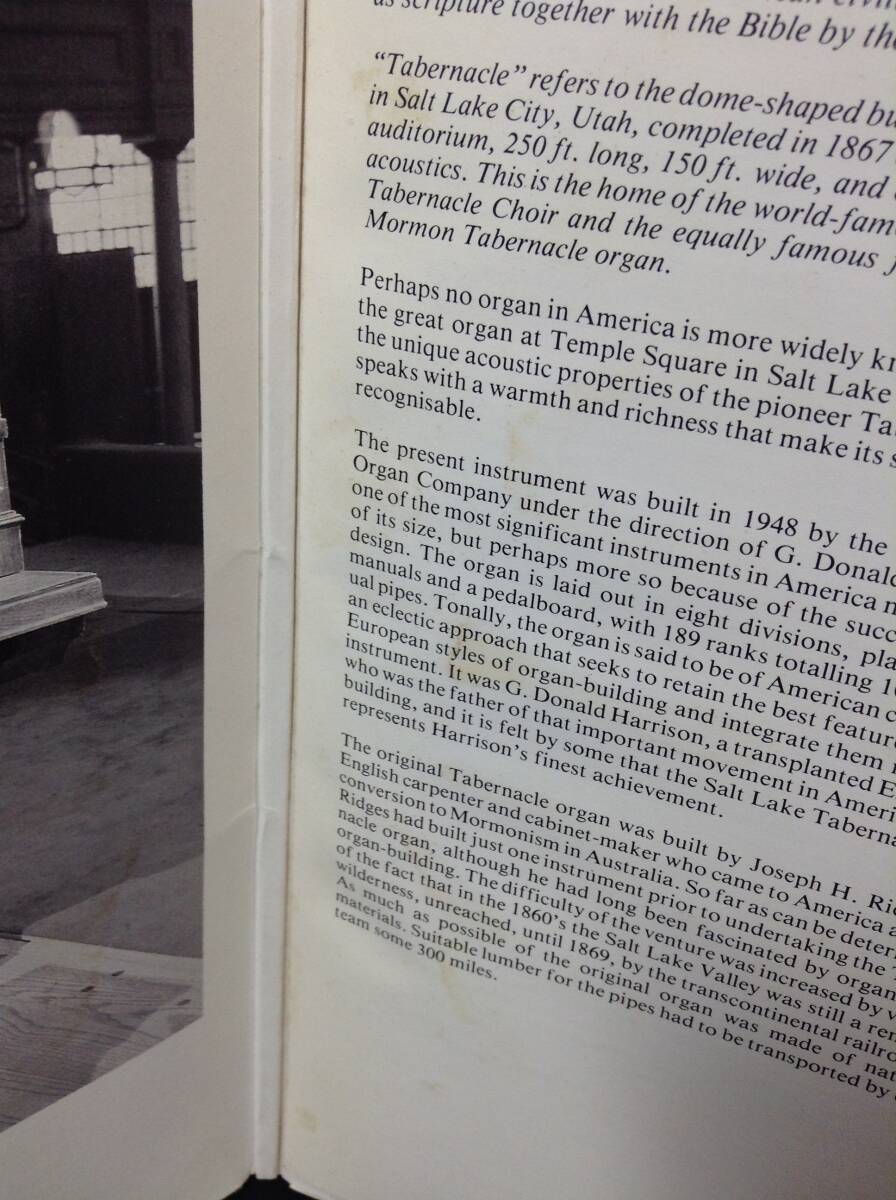 as scripture together with the Bible by the
"Tabernacle" refers to the dome-shaped bu
in Salt Lake City, Utah, completed in 1867
auditorium, 250 ft. long, 150 ft. wide, and
acoustics. This is the home of the world-fam
Tabernacle Choir and the equally famous
Mormon Tabernacle organ.
Perhaps no organ in America is more widely kn
the great organ at Temple Square in Salt Lake
the unique acoustic properties of the pioneer Ta
speaks with a warmth and richness that make its s
recognisable.
The present instrument was built in 1948 by the
Organ Company under the direction of G. Donald
one of the most significant instruments in America n
of its size, but perhaps more so because of the succ
design. The organ is laid out in eight divisions, pla
manuals and a pedalboard, with 189 ranks totalling 1
ual pipes. Tonally, the organ is said to be of American c
an eclectic approach that seeks to retain the best featur
European styles of organ-building and integrate them
instrument. It was G. Donald Harrison, a transplanted E
who was the father of that important movement in Ameri
building, and it is felt by some that the Salt Lake Taberna
represents Harrison's finest achievement.
The original Tabernacle organ was built by Joseph H. Rid
English carpenter and cabinet-maker who came to America a
conversion to Mormonism in Australia. So far as can be deter
Ridges had built just one instrument prior to undertaking the T
nacle organ, although he had long been fascinated by organ
organ-building. The difficulty of the venture was increased by v
of the fact that in the 1860's the Salt Lake Valley was still a rem
wilderness, unreached, until 1869, by the transcontinental railro
As much as possible of the original organ was made of nat
materials. Suitable lumber for the pipes had to be transported by
team some 300 miles.